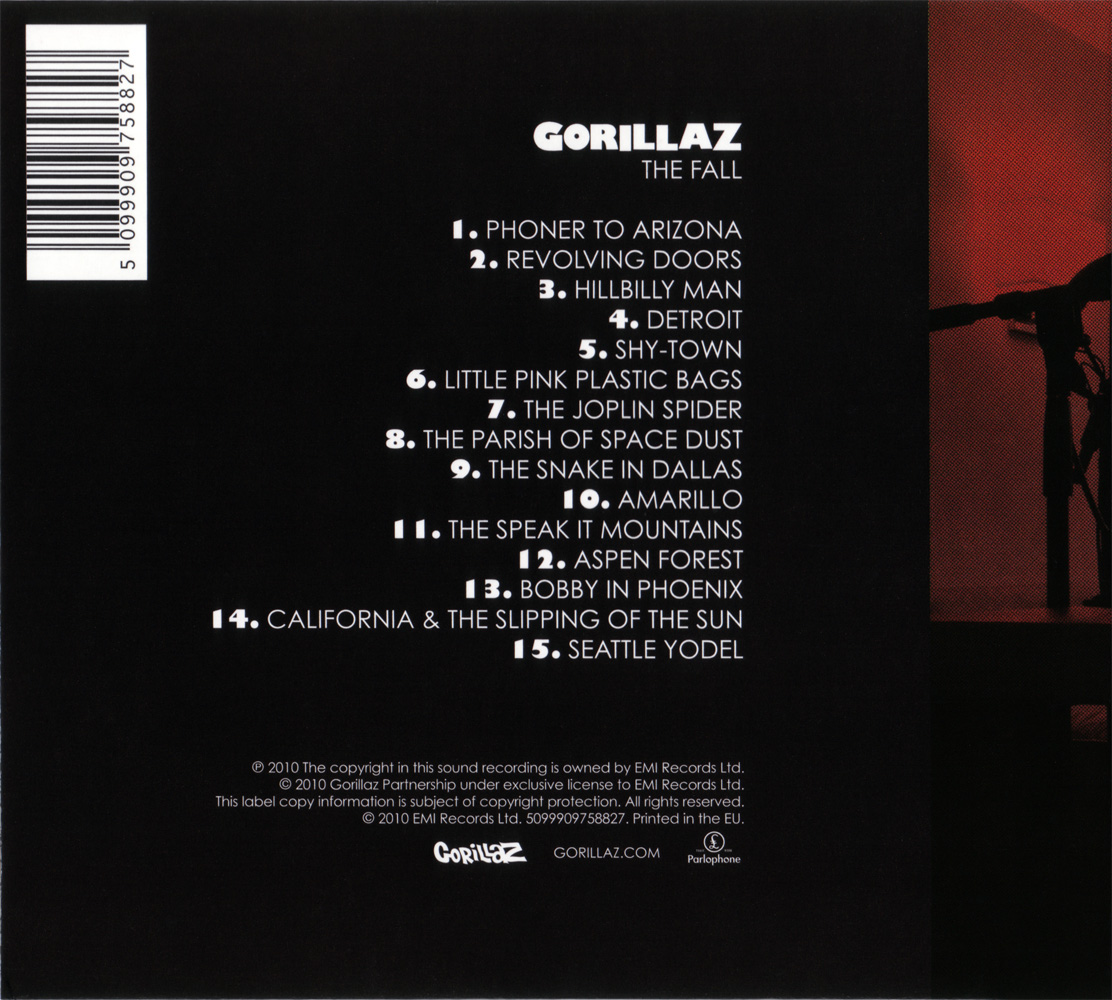 5 099909 758827
GORILLAZ
THE FALL
1. PHONER TO ARIZONA
2. REVOLVING DOORS
3. HILLBILLY MAN
4. DETROIT
5. SHY-TOWN
6. LITTLE PINK PLASTIC BAGS
7. THE JOPLIN SPIDER
8. THE PARISH OF SPACE DUST
9. THE SNAKE IN DALLAS
10. AMARILLO
11. THE SPEAK IT MOUNTAINS
12. ASPEN FOREST
13. BOBBY IN PHOENIX
14. CALIFORNIA & THE SLIPPING OF THE SUN
15. SEATTLE YODEL
℗ 2010 The copyright in this sound recording is owned by EMI Records Ltd.
© 2010 Gorillaz Partnership under exclusive license to EMI Records Ltd.
This label copy information is subject of copyright protection. All rights reserved.
© 2010 EMI Records Ltd. 5099909758827. Printed in the EU.
GORILLAZ GORILLAZ.COM £ Parlophone